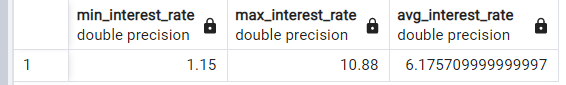 min_interest_rate max_interest_rate avg_interest_rate
double precision double precision double precision
1 1.15 10.88 6.175709999999997